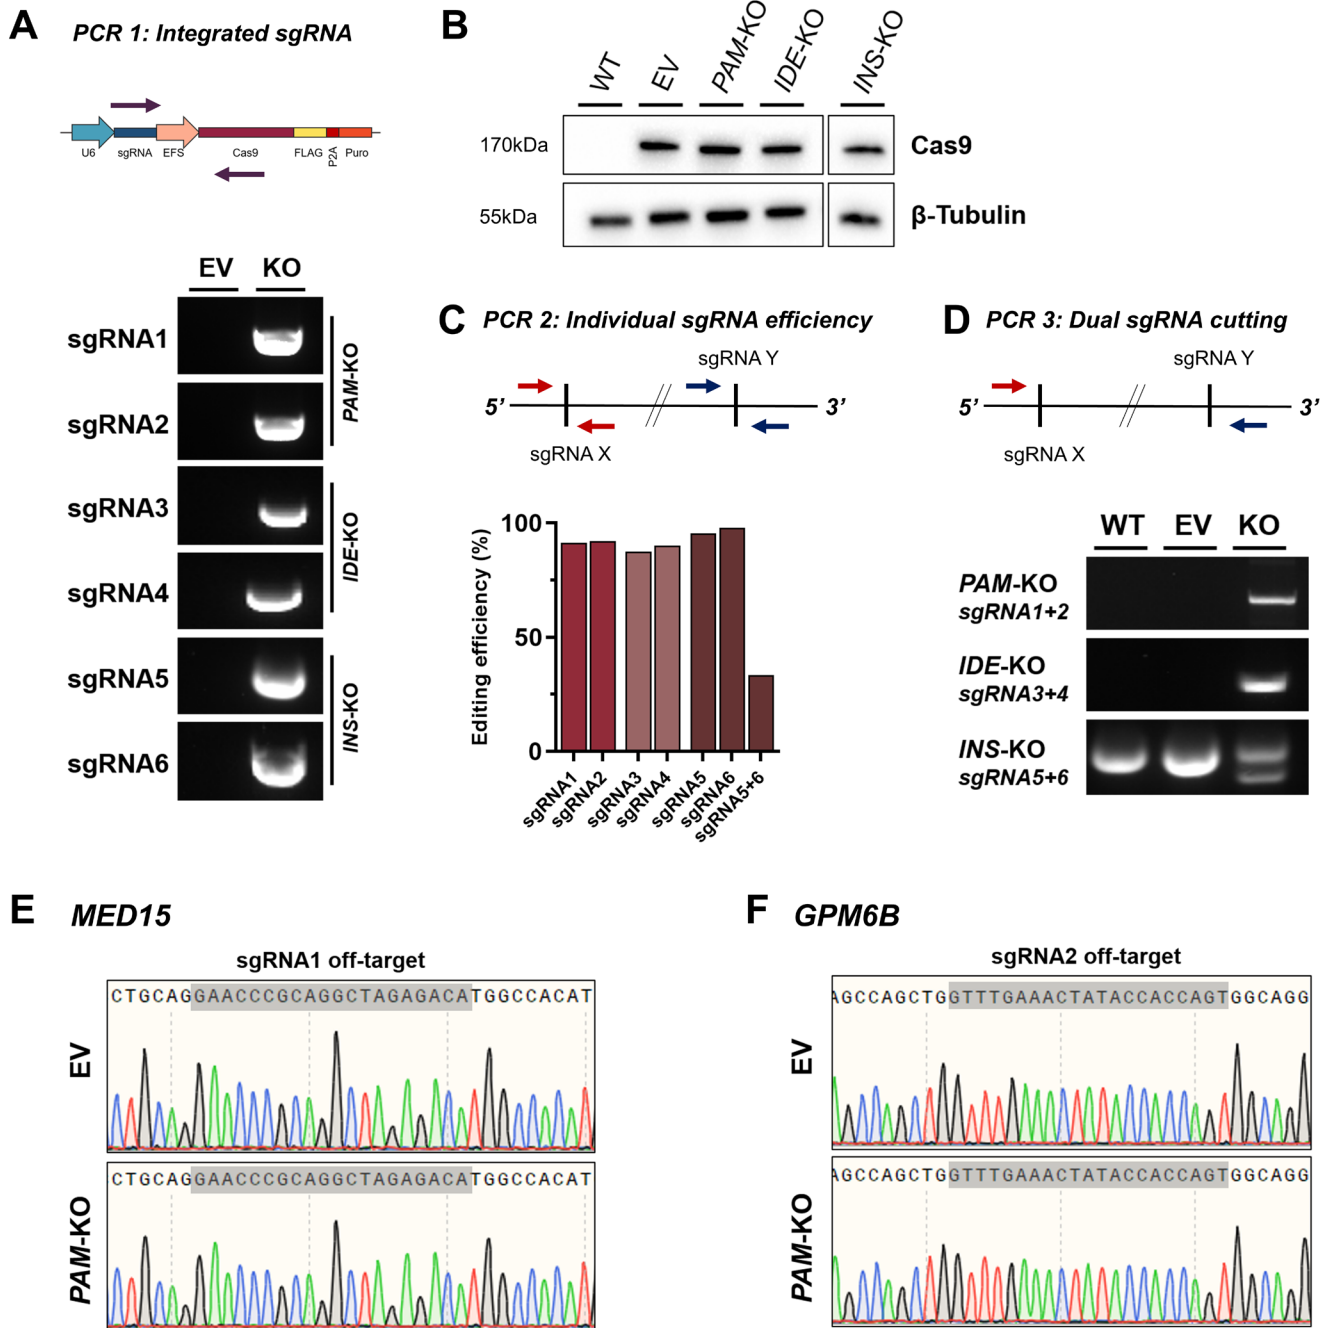 A
PCR 1: Integrated sgRNA
U6
sgRNA
EFS
Cas9
FLAG
P2A
Puro
EV
KO
sgRNA1
sgRNA2
PAM-KO
sgRNA3
sgRNA4
IDE-KO
sgRNA5
sgRNA6
INS-KO
B
WT
EV
PAM-KO
IDE-KO
INS-KO
170kDa
Cas9
55kDa
β-Tubulin
C
PCR 2: Individual sgRNA efficiency
sgRNA Y
5’
3’
sgRNA X
Editing efficiency (%)
100
50
0
sgRNA1
sgRNA2
sgRNA3
sgRNA4
sgRNA5
sgRNA6
sgRNA5+6
D
PCR 3: Dual sgRNA cutting
sgRNA Y
5’
3’
sgRNA X
WT
EV
KO
PAM-KO
sgRNA1+2
IDE-KO
sgRNA3+4
INS-KO
sgRNA5+6
E
MED15
sgRNA1 off-target
EV
CTGCAGGAACCCGCAGGCTAGAGACATGGCCACAT
PAM-KO
CTGCAGGAACCCGCAGGCTAGAGACATGGCCACAT
F
GPM6B
sgRNA2 off-target
EV
AGCCAGCTGGTTTGAAACTATACCACCAGTGGCAGG
PAM-KO
AGCCAGCTGGTTTGAAACTATACCACCAGTGGCAGG